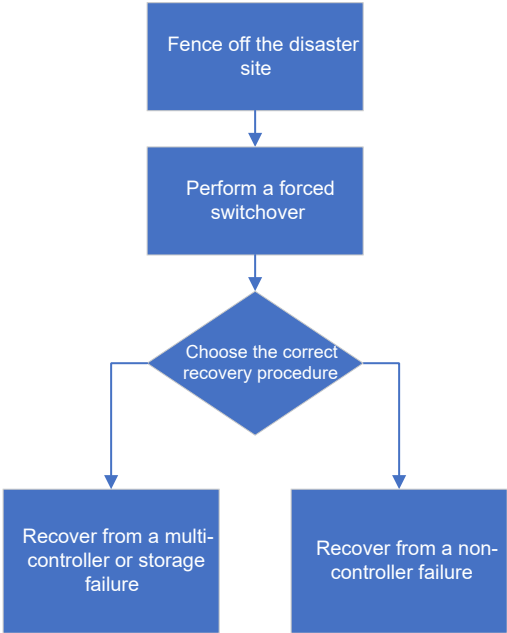 Fence off the disaster
site
Perform a forced
switchover
Choose the correct
recovery procedure
Recover from a multi-
controller or storage
failure
Recover from a non-
controller failure